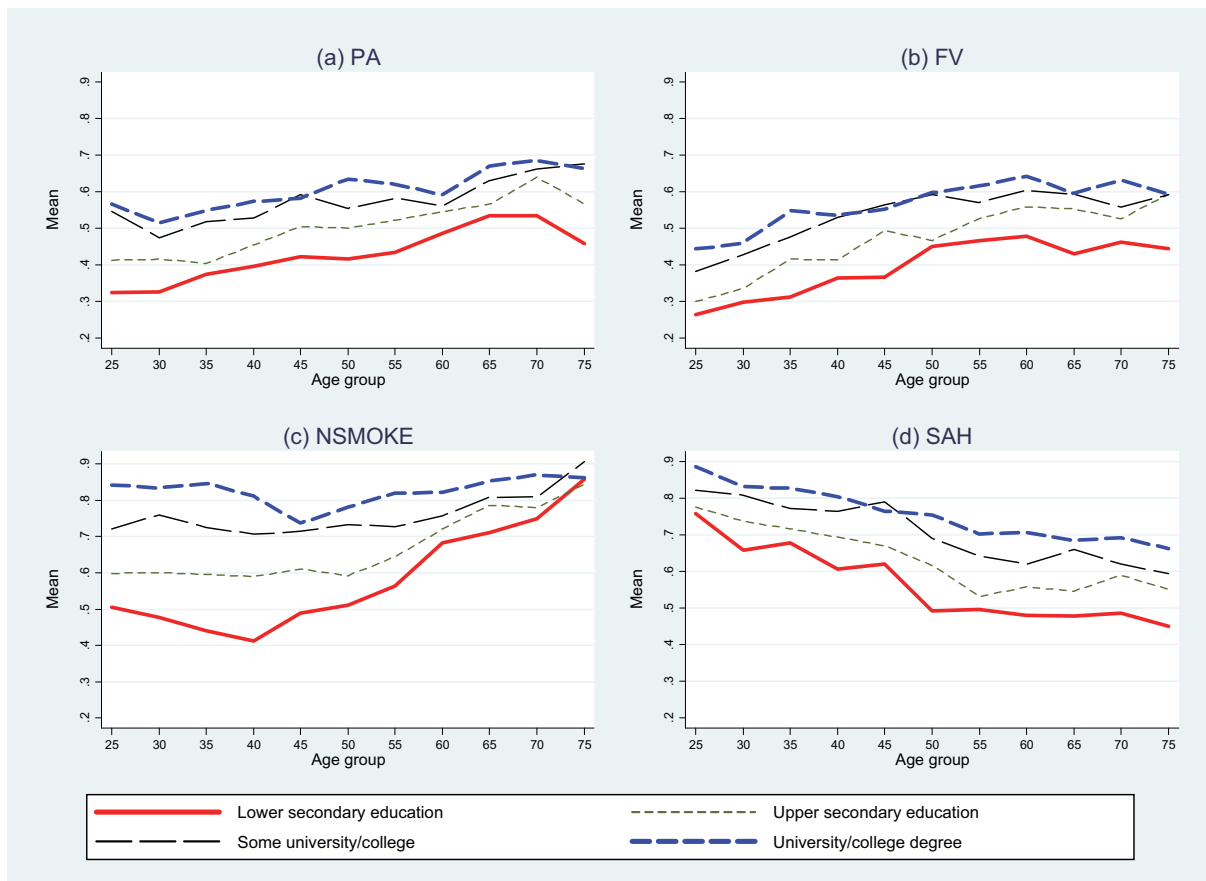 (a) PA
Mean
.9
.8
.7
.6
.5
.4
.3
.2
25 30 35 40 45 50 55 60 65 70 75
Age group
(b) FV
Mean
.9
.8
.7
.6
.5
.4
.3
.2
25 30 35 40 45 50 55 60 65 70 75
Age group
(c) NSMOKE
Mean
.9
.8
.7
.6
.5
.4
.3
.2
25 30 35 40 45 50 55 60 65 70 75
Age group
(d) SAH
Mean
.9
.8
.7
.6
.5
.4
.3
.2
25 30 35 40 45 50 55 60 65 70 75
Age group
Lower secondary education
Upper secondary education
Some university/college
University/college degree